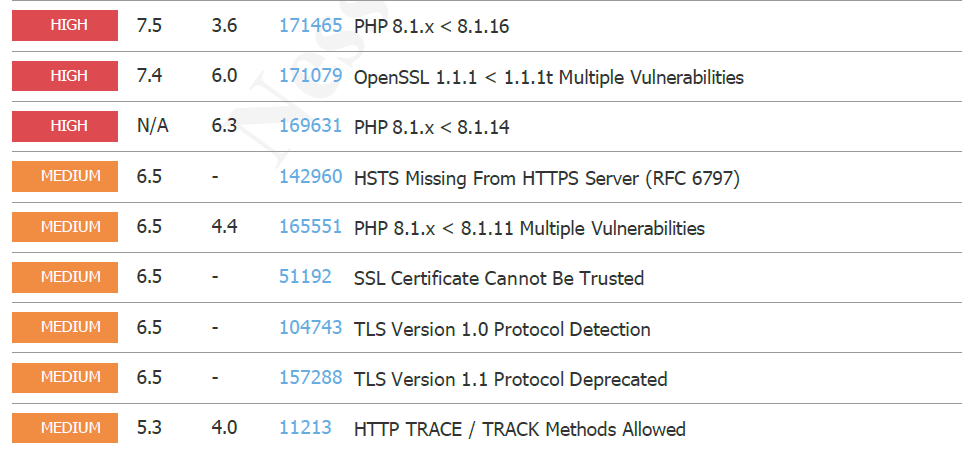 HIGH 7.5 3.6 171465 PHP 8.1.x < 8.1.16
HIGH 7.4 6.0 171079 OpenSSL 1.1.1 < 1.1.1t Multiple Vulnerabilities
HIGH N/A 6.3 169631 PHP 8.1.x < 8.1.14
MEDIUM 6.5 - 142960 HSTS Missing From HTTPS Server (RFC 6797)
MEDIUM 6.5 4.4 165551 PHP 8.1.x < 8.1.11 Multiple Vulnerabilities
MEDIUM 6.5 - 51192 SSL Certificate Cannot Be Trusted
MEDIUM 6.5 - 104743 TLS Version 1.0 Protocol Detection
MEDIUM 6.5 - 157288 TLS Version 1.1 Protocol Deprecated
MEDIUM 5.3 4.0 11213 HTTP TRACE / TRACK Methods Allowed
Nes